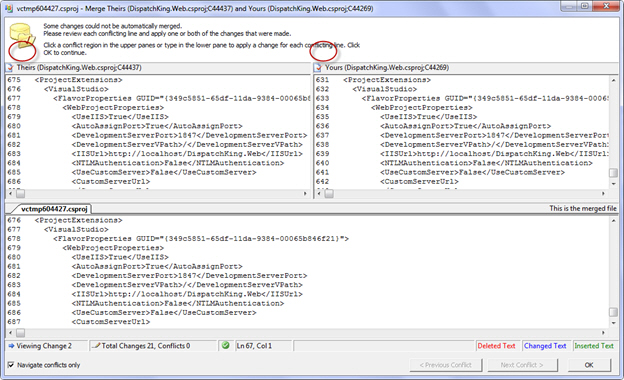 vctmp604427.csproj - Merge Theirs (DispatchKing.Web.csproj;C44437) and Yours (DispatchKing.Web.csproj;C44269)
Some changes could not be automatically merged.
Please review each conflicting line and apply one or both of the changes that were made.
Click a conflict region in the upper panes or type in the lower pane to apply a change for each conflicting line. Click
OK to continue.
Theirs (DispatchKing.Web.csproj;C44437)
675 <ProjectExtensions>
676 <VisualStudio>
677 <FlavorProperties GUID="{349c5851-65df-11da-9384-00065b8
678 <WebProjectProperties>
679 <UseIIS>True</UseIIS>
680 <AutoAssignPort>True</AutoAssignPort>
681 <DevelopmentServerPort>1847</DevelopmentServerPort>
682 <DevelopmentServerVPath>/</DevelopmentServerVPath>
683 <IISUrl>http://localhost/DispatchKing.Web</IISUrl>
684 <NTLMAuthentication>False</NTLMAuthentication>
685 <UseCustomServer>False</UseCustomServer>
686 <CustomServerUrl>
Yours (DispatchKing.Web.csproj;C44269)
631 <ProjectExtensions>
632 <VisualStudio>
633 <FlavorProperties GUID="{349c5851-65df-11da-9384-00065
634 <WebProjectProperties>
635 <UseIIS>True</UseIIS>
636 <AutoAssignPort>True</AutoAssignPort>
637 <DevelopmentServerPort>1847</DevelopmentServerPort>
638 <DevelopmentServerVPath>/</DevelopmentServerVPath>
639 <IISUrl>http://localhost/DispatchKing.Web</IISUrl>
640 <NTLMAuthentication>False</NTLMAuthentication>
641 <UseCustomServer>False</UseCustomServer>
642 <CustomServerUrl>
vctmp604427.csproj
This is the merged file
676 <ProjectExtensions>
677 <VisualStudio>
678 <FlavorProperties GUID="{349c5851-65df-11da-9384-00065b846f21}">
679 <WebProjectProperties>
680 <UseIIS>True</UseIIS>
681 <AutoAssignPort>True</AutoAssignPort>
682 <DevelopmentServerPort>1847</DevelopmentServerPort>
683 <DevelopmentServerVPath>/</DevelopmentServerVPath>
684 <IISUrl>http://localhost/DispatchKing.Web</IISUrl>
685 <NTLMAuthentication>False</NTLMAuthentication>
686 <UseCustomServer>False</UseCustomServer>
687 <CustomServerUrl>
Viewing Change 2
Total Changes 21, Conflicts 0
Ln 67, Col 1
Deleted Text
Changed Text
Inserted Text
Navigate conflicts only
< Previous Conflict
Next Conflict >
OK